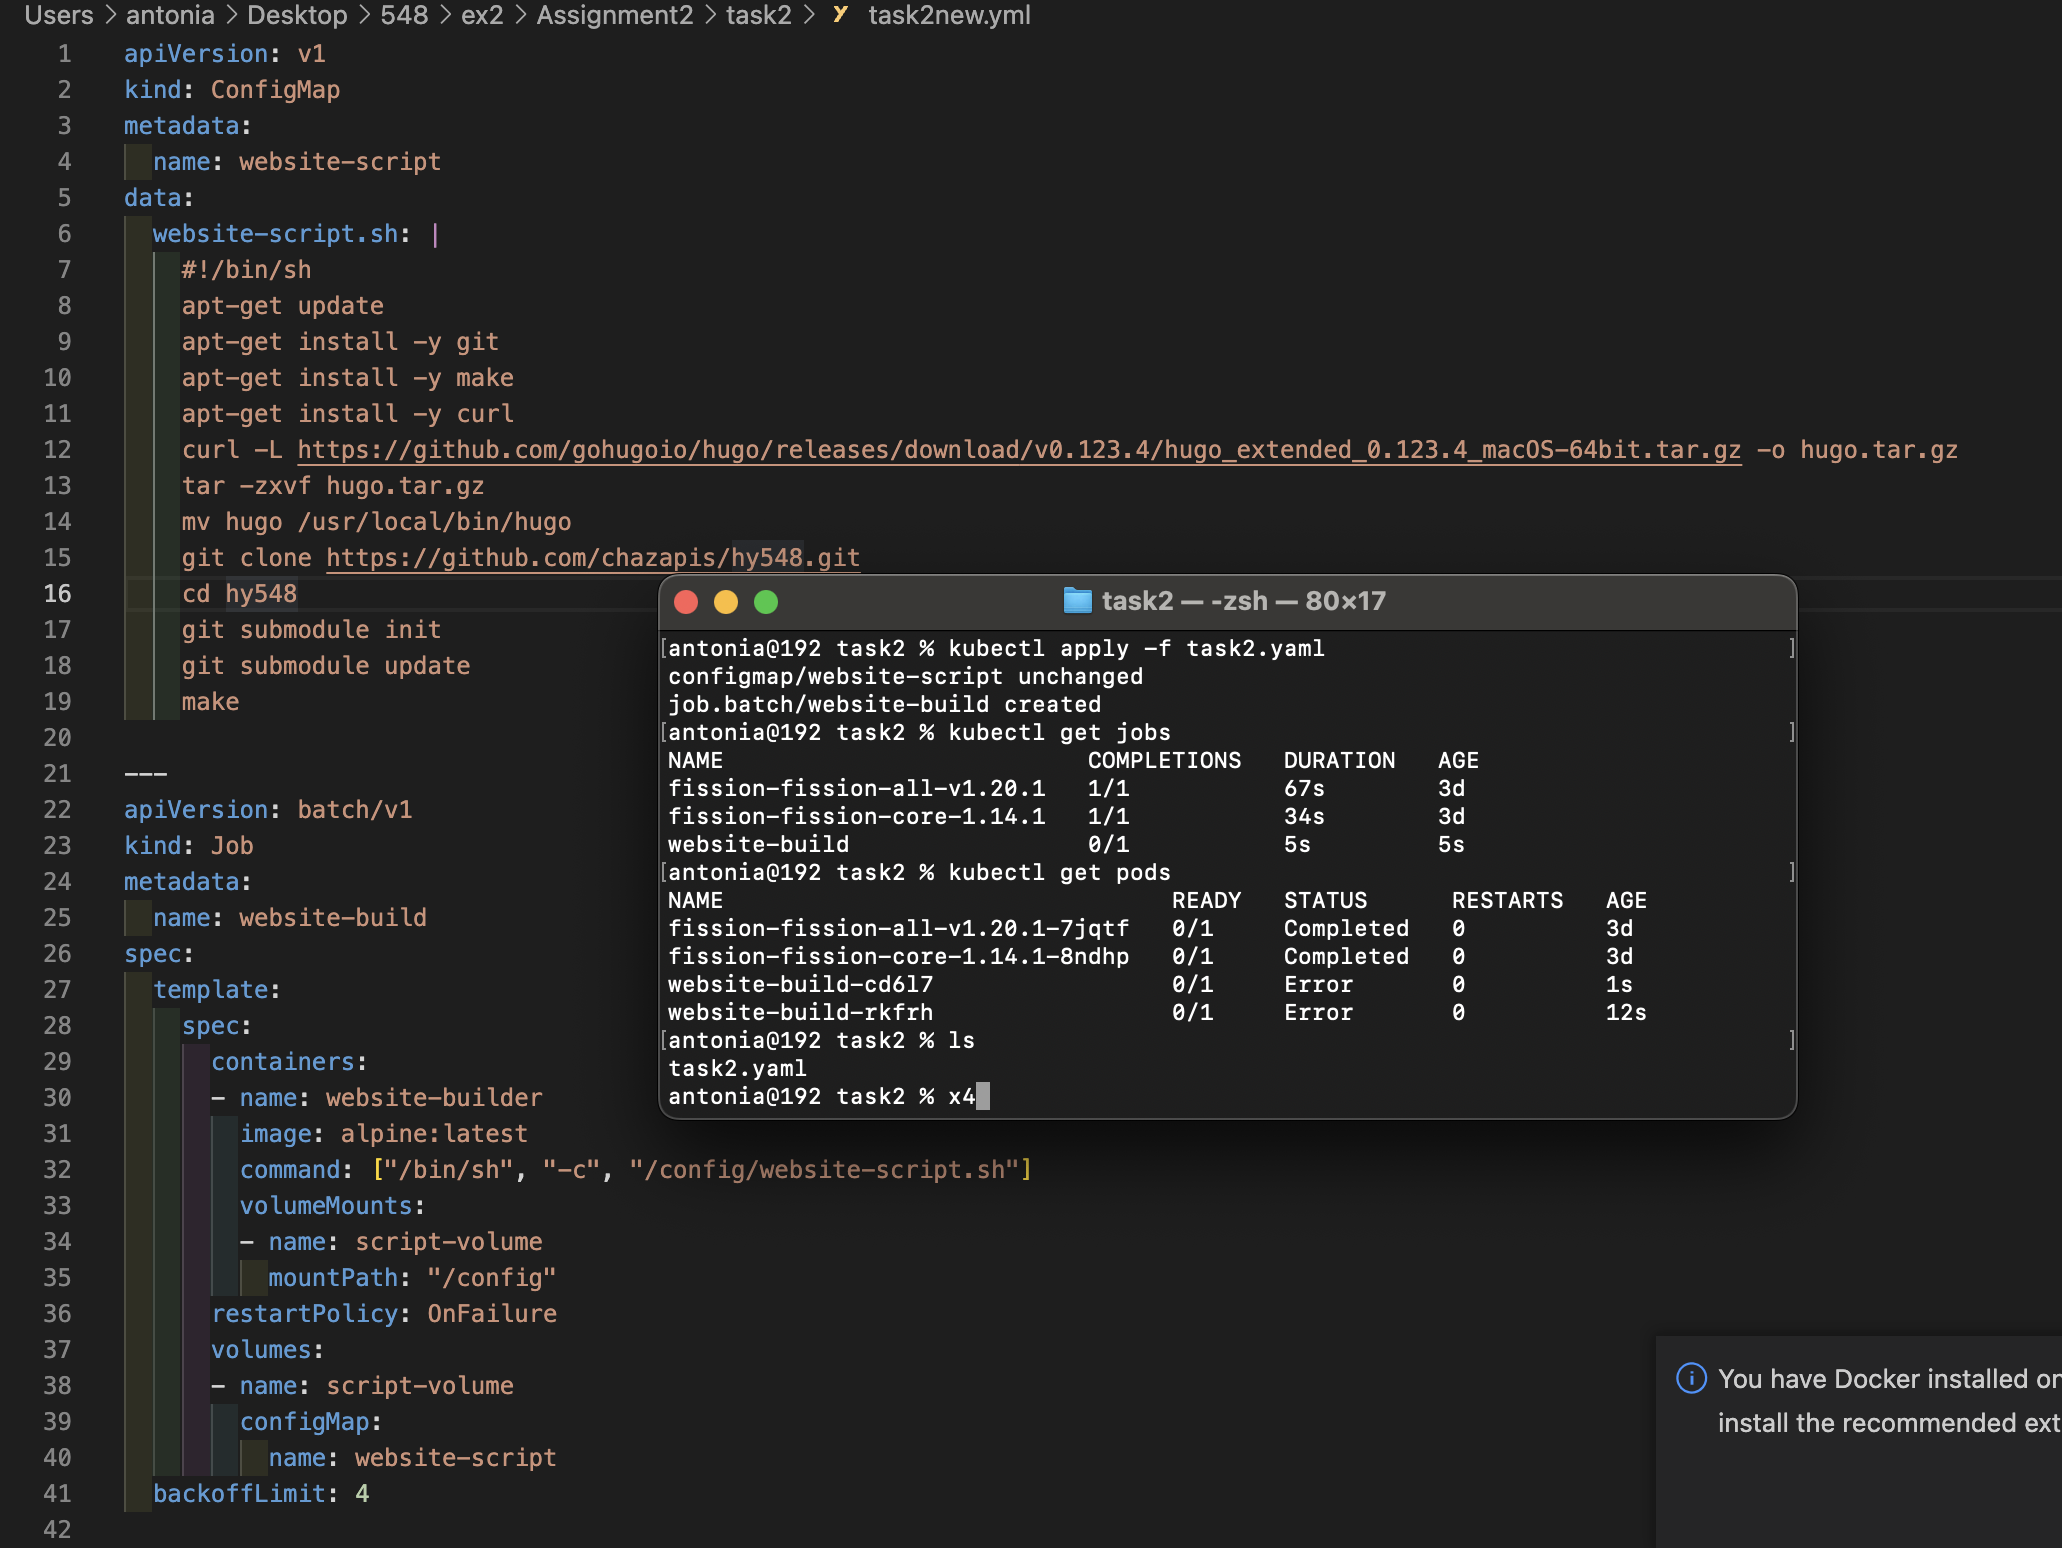 Users > antonia > Desktop > 548 > ex2 > Assignment2 > task2 > Y task2new.yml
1 apiVersion: v1
2 kind: ConfigMap
3 metadata:
4   name: website-script
5 data:
6   website-script.sh: |
7     #!/bin/sh
8     apt-get update
9     apt-get install -y git
10     apt-get install -y make
11     apt-get install -y curl
12     curl -L https://github.com/gohugoio/hugo/releases/download/v0.123.4/hugo_extended_0.123.4_macOS-64bit.tar.gz -o hugo.tar.gz
13     tar -zxvf hugo.tar.gz
14     mv hugo /usr/local/bin/hugo
15     git clone https://github.com/chazapis/hy548.git
16     cd hy548
17     git submodule init
18     git submodule update
19     make
20
21 ---
22 apiVersion: batch/v1
23 kind: Job
24 metadata:
25   name: website-build
26 spec:
27   template:
28     spec:
29       containers:
30       - name: website-builder
31         image: alpine:latest
32         command: ["/bin/sh", "-c", "/config/website-script.sh"]
33         volumeMounts:
34         - name: script-volume
35           mountPath: "/config"
36       restartPolicy: OnFailure
37       volumes:
38       - name: script-volume
39         configMap:
40           name: website-script
41   backoffLimit: 4
42
task2 — -zsh — 80×17
[antonia@192 task2 % kubectl apply -f task2.yaml ]
configmap/website-script unchanged
job.batch/website-build created
[antonia@192 task2 % kubectl get jobs ]
NAME COMPLETIONS DURATION AGE
fission-fission-all-v1.20.1 1/1 67s 3d
fission-fission-core-1.14.1 1/1 34s 3d
website-build 0/1 5s 5s
[antonia@192 task2 % kubectl get pods ]
NAME READY STATUS RESTARTS AGE
fission-fission-all-v1.20.1-7jqtf 0/1 Completed 0 3d
fission-fission-core-1.14.1-8ndhp 0/1 Completed 0 3d
website-build-cd6l7 0/1 Error 0 1s
website-build-rkfrh 0/1 Error 0 12s
[antonia@192 task2 % ls ]
task2.yaml
antonia@192 task2 % x4
You have Docker installed on
install the recommended ext